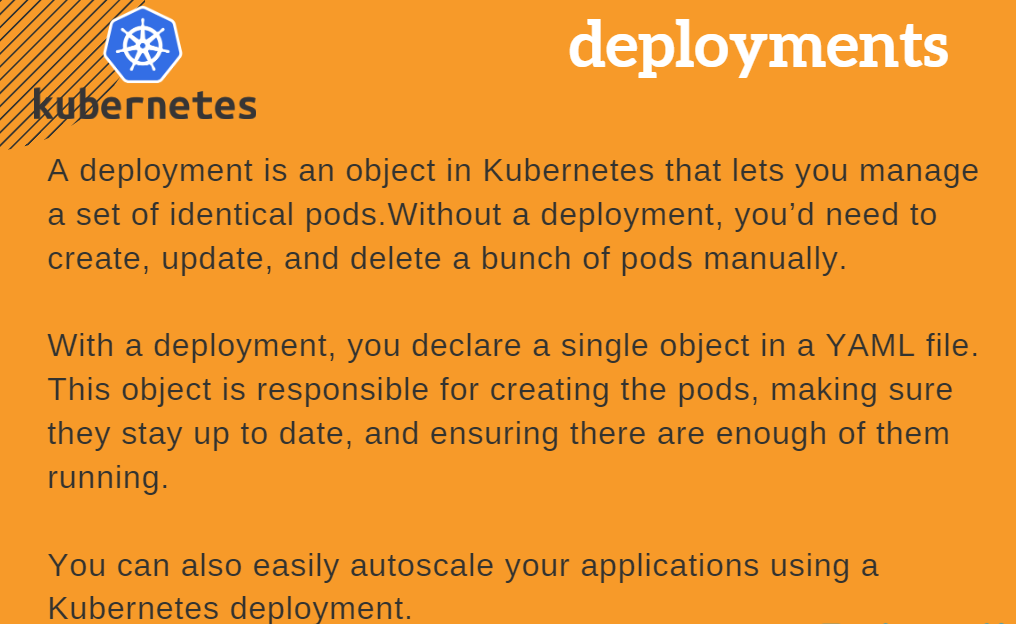 kubernetes
deployments
A deployment is an object in Kubernetes that lets you manage
a set of identical pods.Without a deployment, you’d need to
create, update, and delete a bunch of pods manually.
With a deployment, you declare a single object in a YAML file.
This object is responsible for creating the pods, making sure
they stay up to date, and ensuring there are enough of them
running.
You can also easily autoscale your applications using a
Kubernetes deployment.